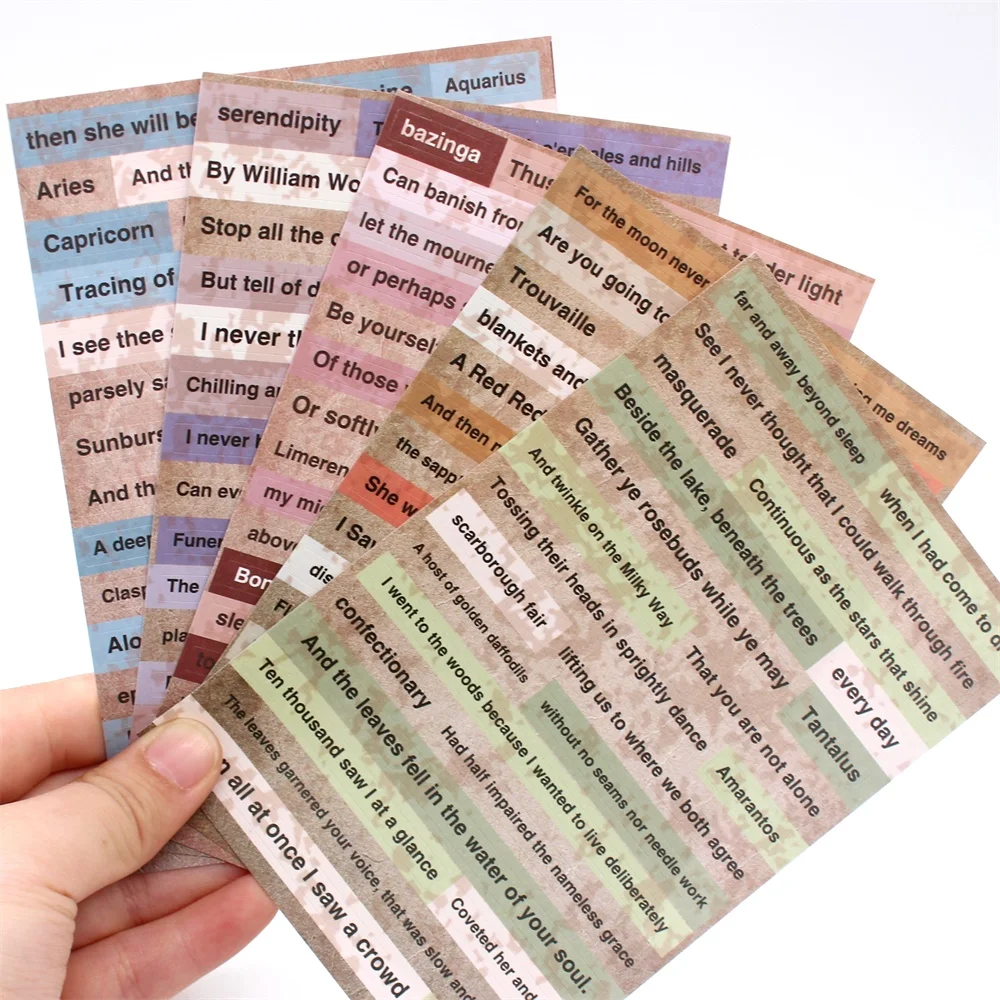 Aquarius
then she will be
Aries
And th
Capricorn
Tracing of
I see thee
parsely sa
Sunburs
And th
A deep
Clasp
Alo
serendipity
o'er vales and hills
By William Wo
Stop all the c
But tell of d
I never th
Chilling a
I never h
Can ev
Funer
The
pla
bazinga
Thus
Can banish fro
let the mourne
tender light
or perhaps
Be yoursel
Of those
Or softly
Limeren
my mi
above
Bon
sle
to
For the moon never
me dreams
Are you going to
Trouvaille
blankets and
A Red Red
And then m
the sapp
She w
I Saw
dis
far and away beyond sleep
when I had come to di
See I never thought that I could walk through fire
masquerade
Continuous as the stars that shine
every day
Beside the lake, beneath the trees
Tantalus
Gather ye rosebuds while ye may
And twinkle on the Milky Way
That you are not alone
Amarantos
Tossing their heads in sprightly dance
scarborough fair
lifting us to where we both agree
A host of golden daffodils
without no seams nor needle work
I went to the woods because I wanted to live deliberately
confectionary
Had half impaired the nameless grace
And the leaves fell in the water of your soul.
Ten thousand saw I at a glance
Coveted her and
The leaves garnered your voice, that was slow and
n all at once I saw a crowd